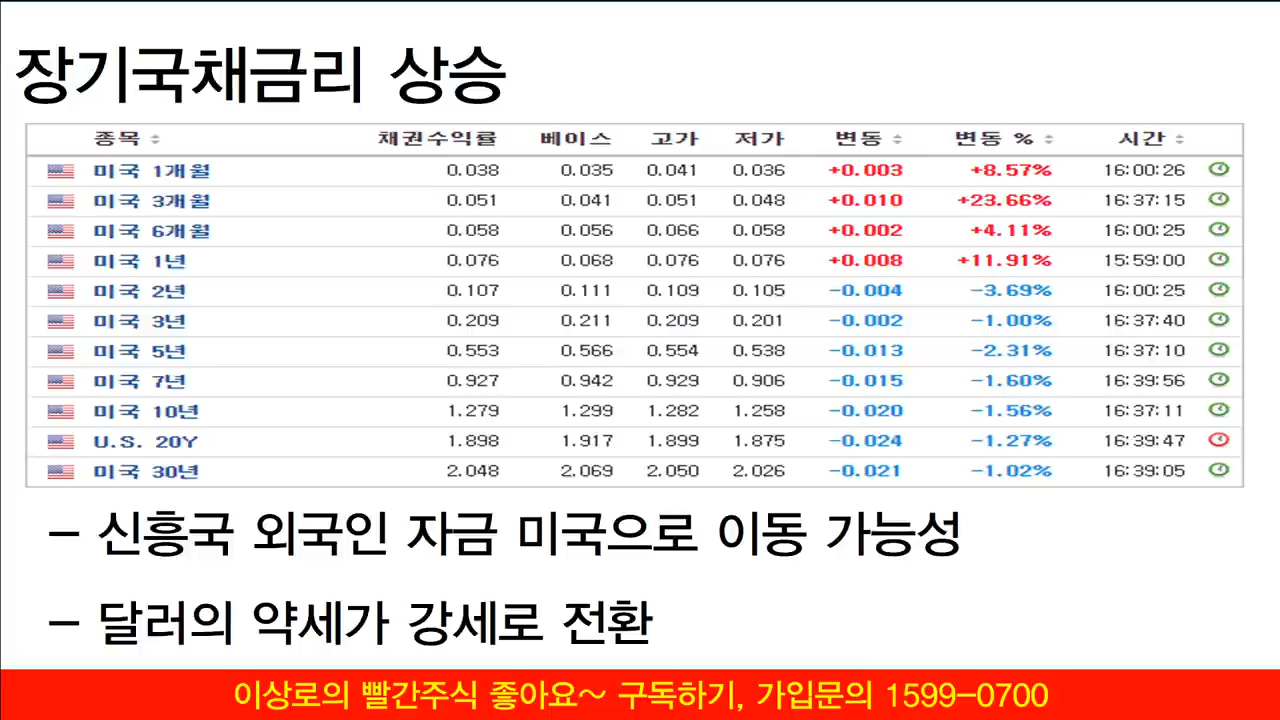 장기국채금리 상승
종목 채권수익률 베이스 고가 저가 변동 변동 % 시간
미국 1개월 0.038 0.035 0.041 0.036 +0.003 +8.57% 16:00:26
미국 3개월 0.051 0.041 0.051 0.048 +0.010 +23.66% 16:37:15
미국 6개월 0.058 0.056 0.066 0.058 +0.002 +4.11% 16:00:25
미국 1년 0.076 0.068 0.076 0.076 +0.008 +11.91% 15:59:00
미국 2년 0.107 0.111 0.109 0.105 -0.004 -3.69% 16:00:25
미국 3년 0.209 0.211 0.209 0.201 -0.002 -1.00% 16:37:40
미국 5년 0.553 0.566 0.554 0.538 -0.013 -2.31% 16:37:10
미국 7년 0.927 0.942 0.929 0.906 -0.015 -1.60% 16:39:56
미국 10년 1.279 1.299 1.282 1.258 -0.020 -1.56% 16:37:11
U.S. 20Y 1.898 1.917 1.899 1.875 -0.024 -1.27% 16:39:47
미국 30년 2.048 2.069 2.050 2.026 -0.021 -1.02% 16:39:05
- 신흥국 외국인 자금 미국으로 이동 가능성
- 달러의 약세가 강세로 전환
이상로의 빨간주식 좋아요~ 구독하기, 가입문의 1599-0700